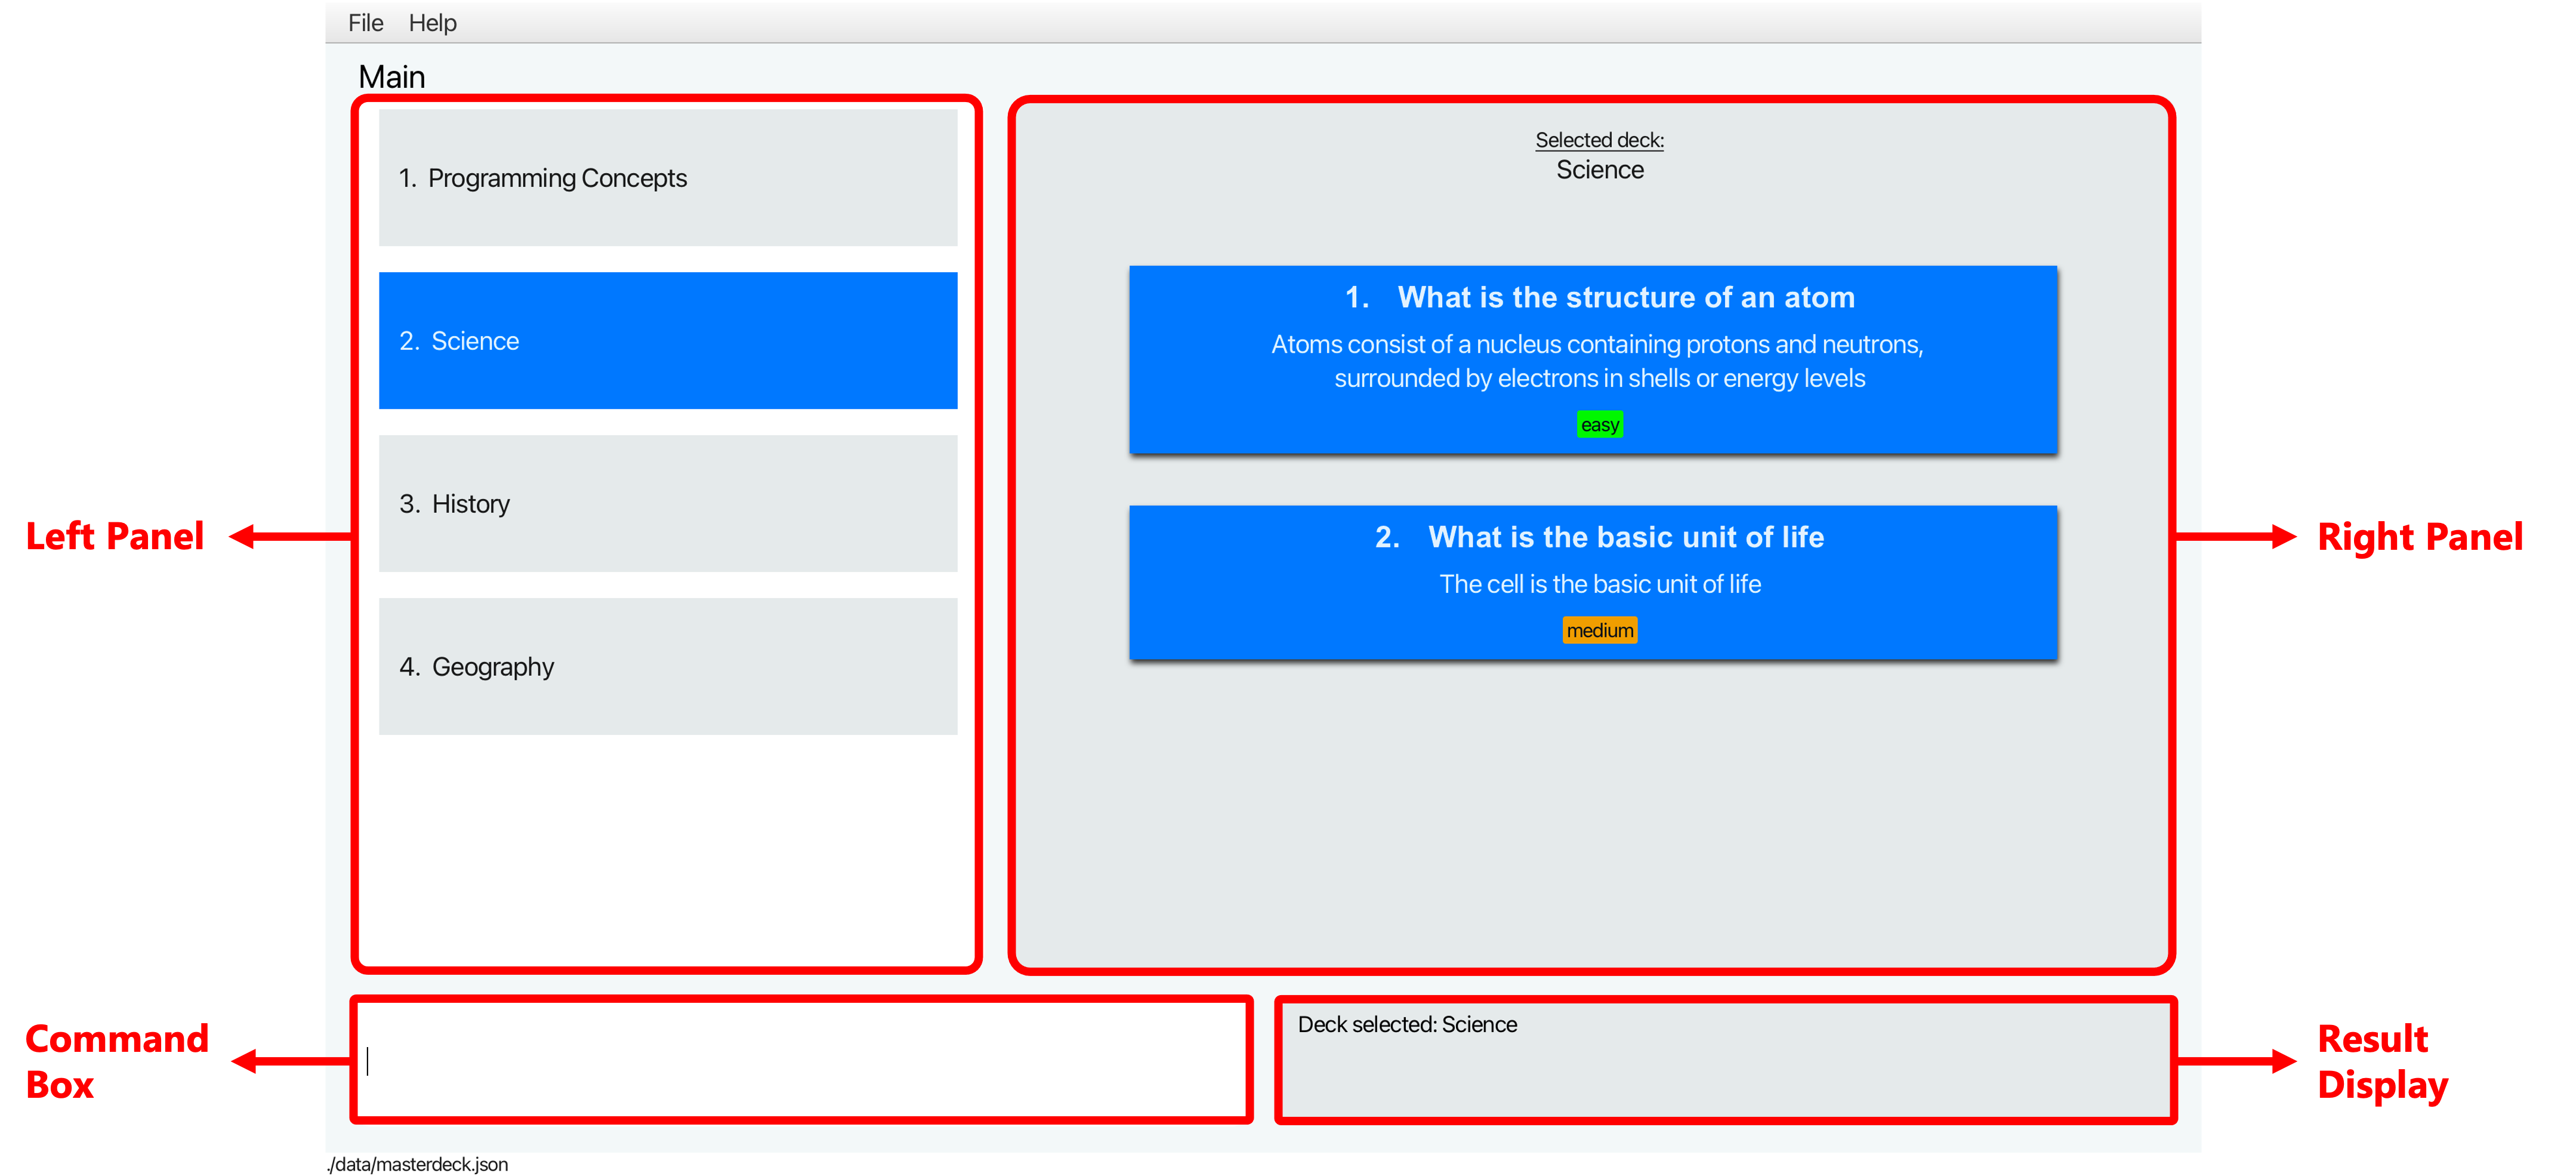 File Help
Main
1. Programming Concepts
2. Science
3. History
4. Geography
Selected deck:
Science
1. What is the structure of an atom
Atoms consist of a nucleus containing protons and neutrons,
surrounded by electrons in shells or energy levels
easy
2. What is the basic unit of life
The cell is the basic unit of life
medium
Left Panel
Right Panel
Command
Box
Deck selected: Science
Result
Display
./data/masterdeck.json